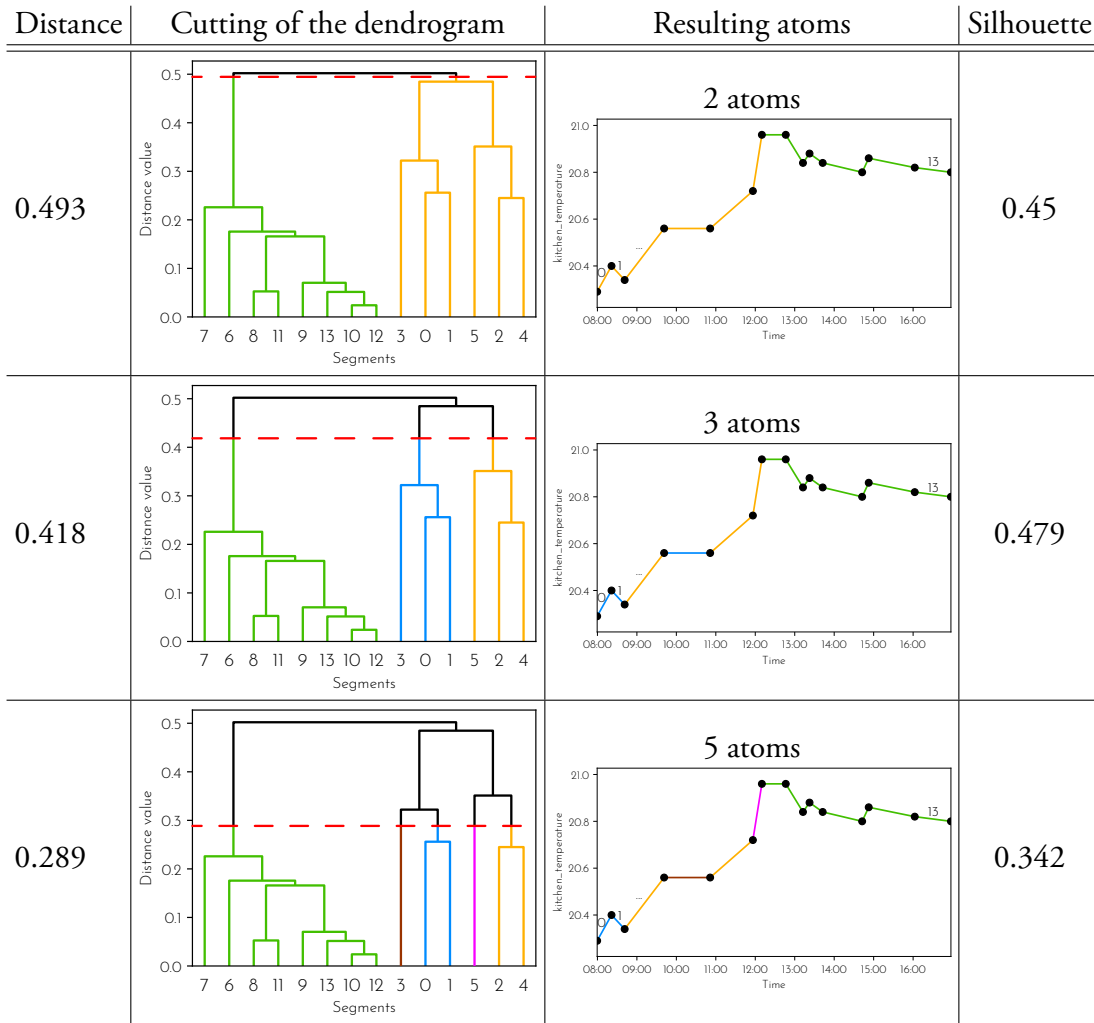 Distance Cutting of the dendrogram Resulting atoms Silhouette
0.493
0.5
0.4
0.3
0.2
0.1
0.0
Distance value
7 6 8 11 9 13 10 12 3 0 1 5 2 4
Segments
2 atoms
21.0
20.8
20.6
20.4
kitchen_temperature
0 1 ... 13
08:00 09:00 10:00 11:00 12:00 13:00 14:00 15:00 16:00
Time
0.45
0.418
0.5
0.4
0.3
0.2
0.1
0.0
Distance value
7 6 8 11 9 13 10 12 3 0 1 5 2 4
Segments
3 atoms
21.0
20.8
20.6
20.4
kitchen_temperature
0 1 ... 13
08:00 09:00 10:00 11:00 12:00 13:00 14:00 15:00 16:00
Time
0.479
0.289
0.5
0.4
0.3
0.2
0.1
0.0
Distance value
7 6 8 11 9 13 10 12 3 0 1 5 2 4
Segments
5 atoms
21.0
20.8
20.6
20.4
kitchen_temperature
0 1 ... 13
08:00 09:00 10:00 11:00 12:00 13:00 14:00 15:00 16:00
Time
0.342